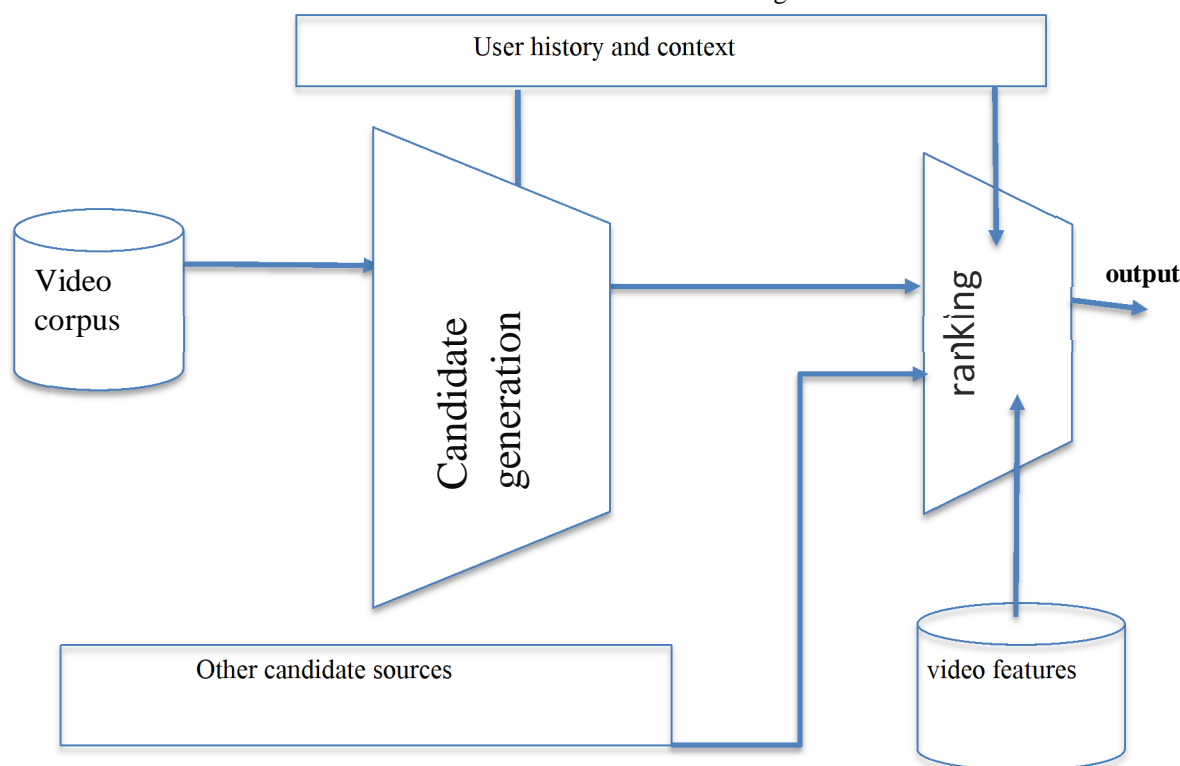 User history and context
Video
corpus
Candidate
generation
ranking
output
Other candidate sources
video features